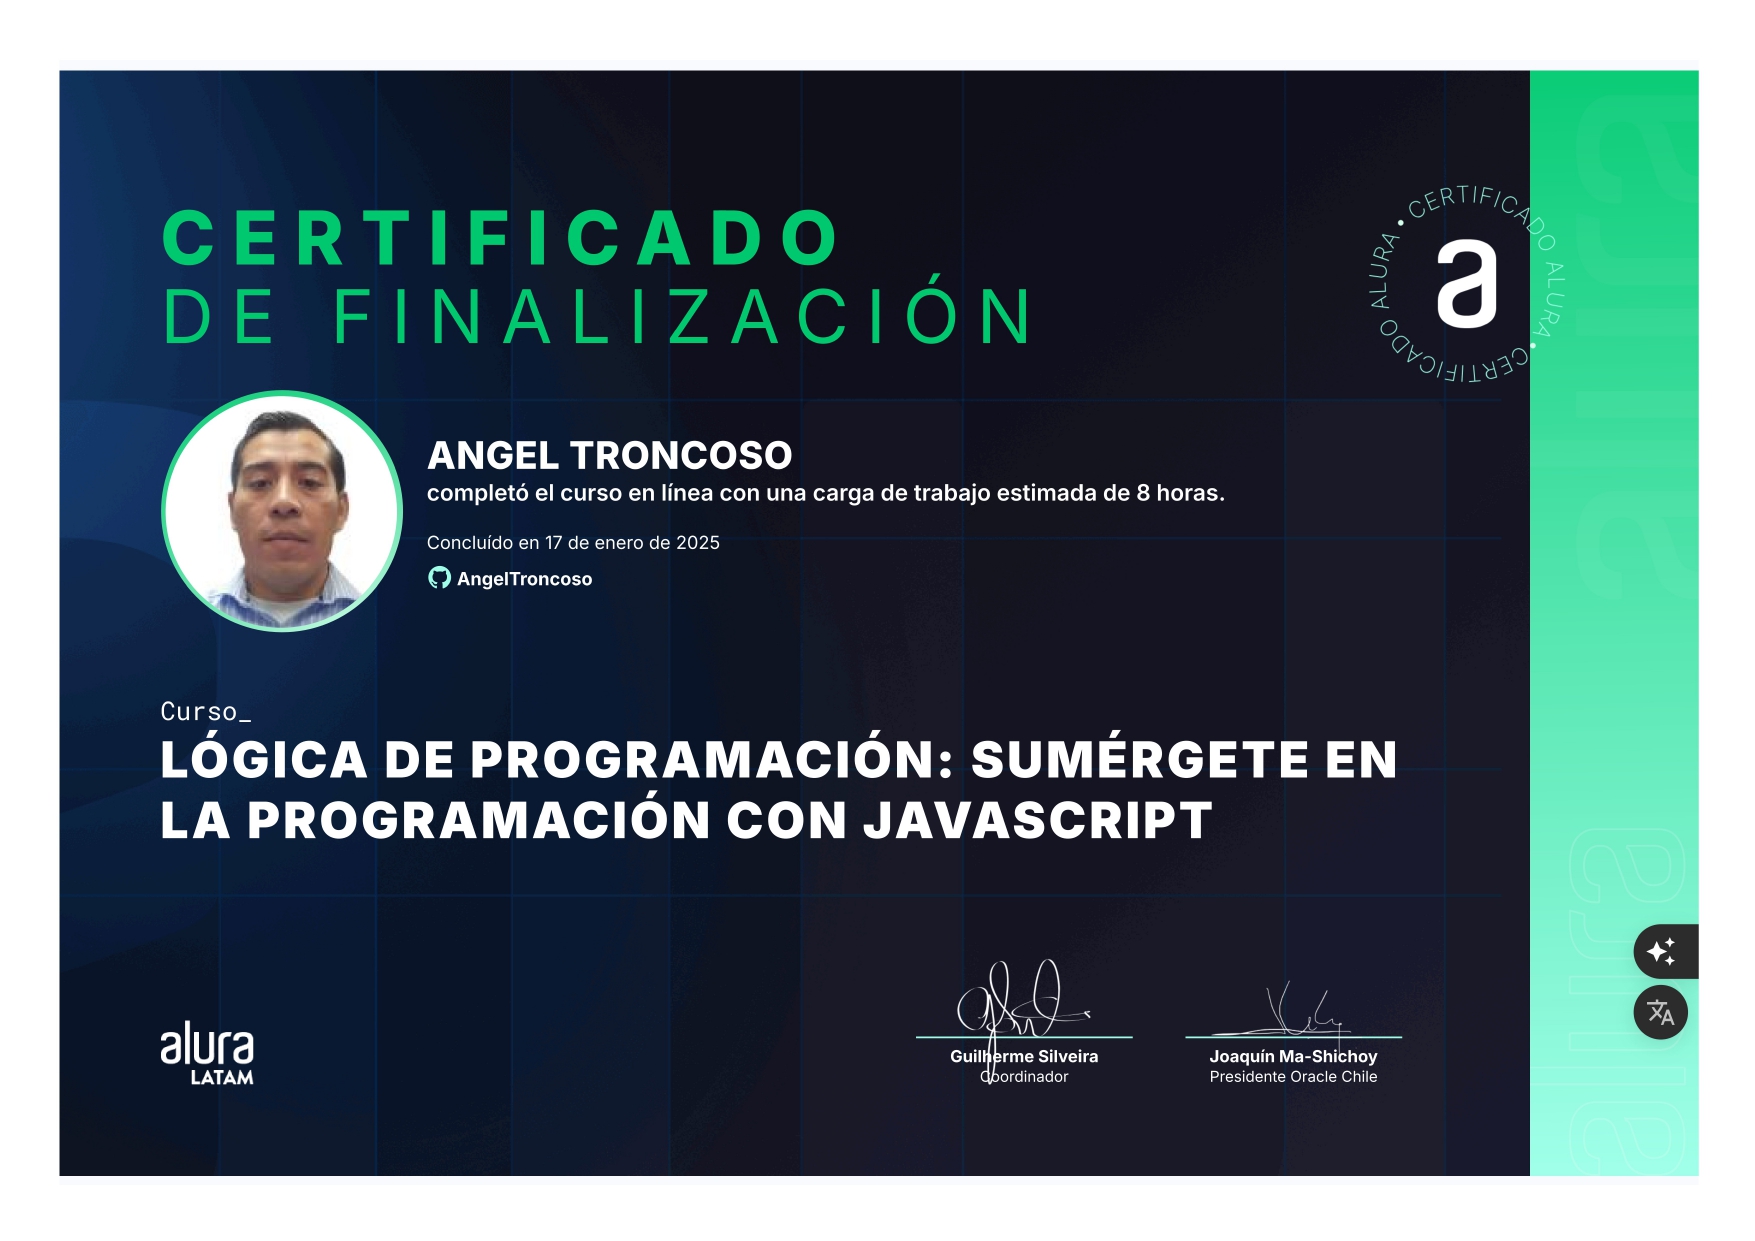 CERTIFICADO
DE FINALIZACIÓN
CERTIFICADO ALURA • CERTIFICADO ALURA •
a
ANGEL TRONCOSO
completó el curso en línea con una carga de trabajo estimada de 8 horas.
Concluído en 17 de enero de 2025
AngelTroncoso
Curso_
LÓGICA DE PROGRAMACIÓN: SUMÉRGETE EN
LA PROGRAMACIÓN CON JAVASCRIPT
alura
LATAM
Guilherme Silveira
Coordinador
Joaquín Ma-Shichoy
Presidente Oracle Chile
alura
alura